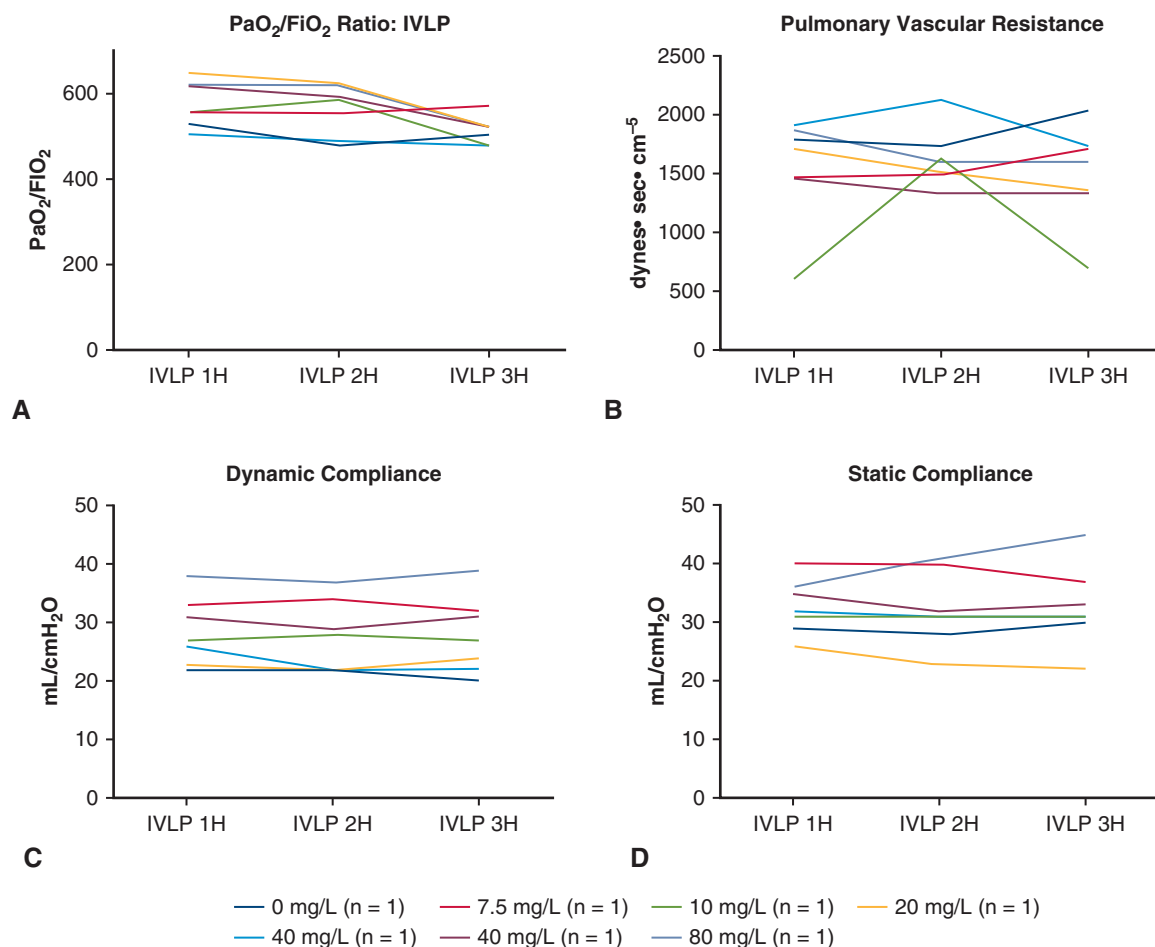 PaO₂/FiO₂ Ratio: IVLP
PaO₂/FIO₂
600
400
200
0
IVLP 1H IVLP 2H IVLP 3H
A
Pulmonary Vascular Resistance
dynes• sec• cm⁻⁵
2500
2000
1500
1000
500
0
IVLP 1H IVLP 2H IVLP 3H
B
Dynamic Compliance
mL/cmH₂O
50
40
30
20
10
0
IVLP 1H IVLP 2H IVLP 3H
C
Static Compliance
mL/cmH₂O
50
40
30
20
10
0
IVLP 1H IVLP 2H IVLP 3H
D
0 mg/L (n = 1) 7.5 mg/L (n = 1) 10 mg/L (n = 1) 20 mg/L (n = 1)
40 mg/L (n = 1) 40 mg/L (n = 1) 80 mg/L (n = 1)